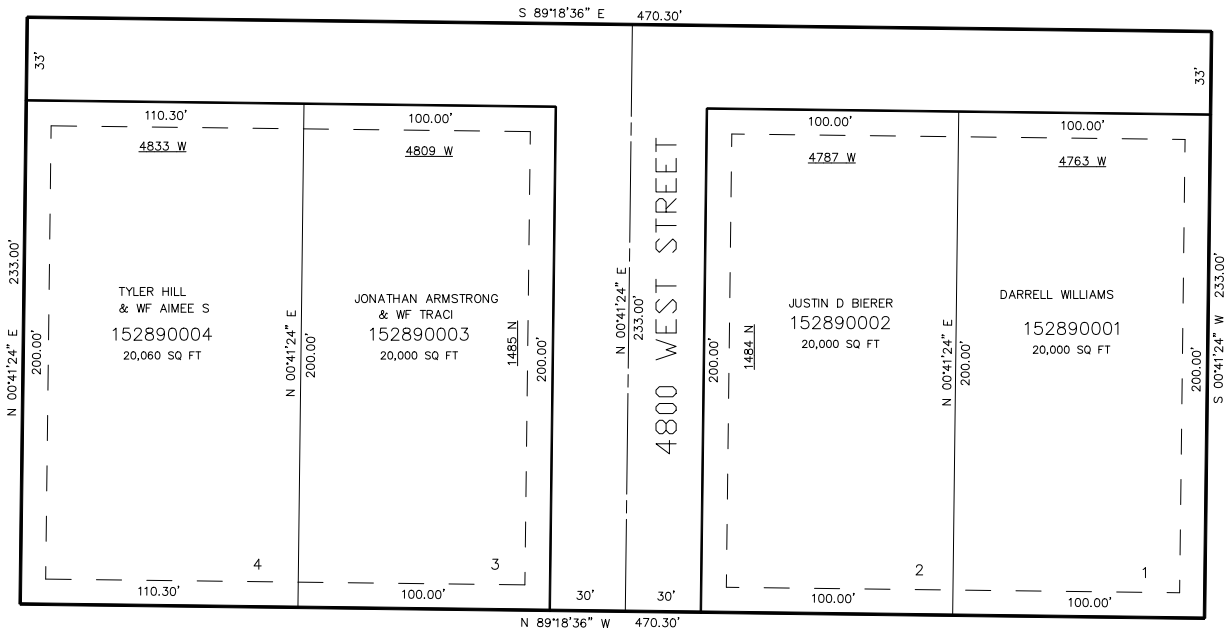 S 89°18'36" E 470.30'
33'
33'
110.30'
100.00'
100.00'
100.00'
4833 W
4809 W
4787 W
4763 W
N 00°41'24" E 233.00'
200.00'
TYLER HILL
& WF AIMEE S
152890004
20,060 SQ FT
N 00°41'24" E
200.00'
JONATHAN ARMSTRONG
& WF TRACI
152890003
20,000 SQ FT
1485 N
200.00'
N 00°41'24" E
233.00'
4800 WEST STREET
200.00'
1484 N
JUSTIN D BIERER
152890002
20,000 SQ FT
N 00°41'24" E
200.00'
DARRELL WILLIAMS
152890001
20,000 SQ FT
200.00'
S 00°41'24" W 233.00'
4
3
2
1
110.30'
100.00'
30'
30'
100.00'
100.00'
N 89°18'36" W 470.30'